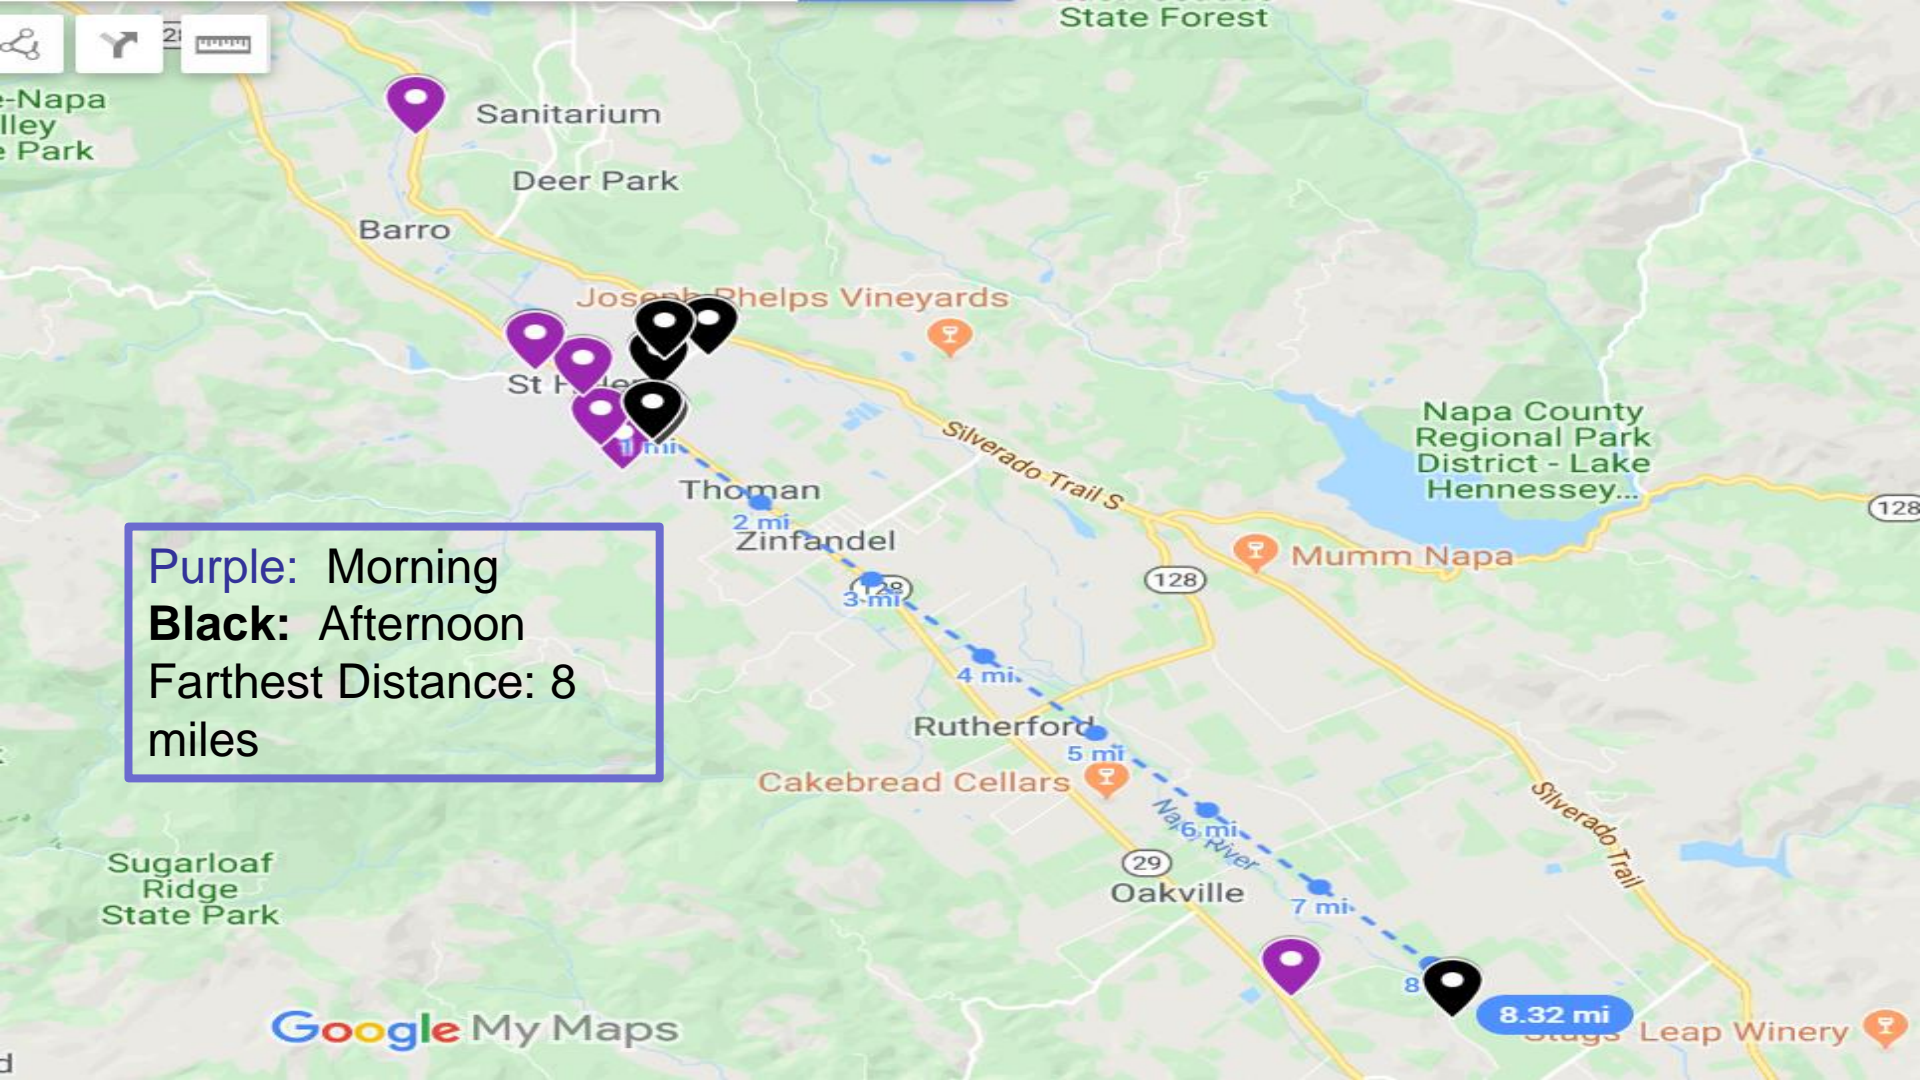 State Forest
e-Napa
lley
e Park
Sanitarium
Deer Park
Barro
Joseph Phelps Vineyards
St Helena
1 mi
Silverado Trail S
Napa County
Regional Park
District - Lake
Hennessey...
128
Thoman
2 mi
Zinfandel
Mumm Napa
128
128
3 mi
Purple: Morning
Black: Afternoon
Farthest Distance: 8
miles
4 mi
Rutherford
5 mi
Cakebread Cellars
Napa River
6 mi
Silverado Trail
29
Oakville
7 mi
Sugarloaf
Ridge
State Park
8
8.32 mi
Stags' Leap Winery
Google My Maps
d